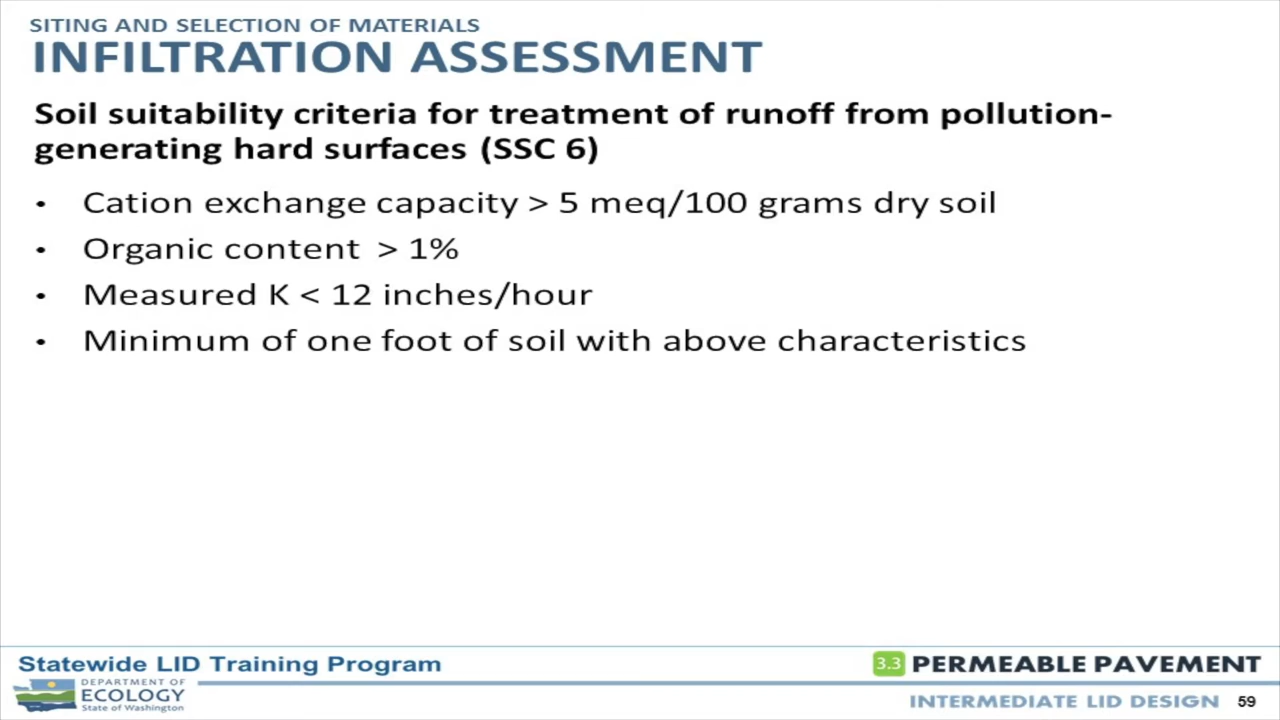 SITING AND SELECTION OF MATERIALS
INFILTRATION ASSESSMENT
Soil suitability criteria for treatment of runoff from pollution-
generating hard surfaces (SSC 6)
• Cation exchange capacity > 5 meq/100 grams dry soil
• Organic content > 1%
• Measured K < 12 inches/hour
• Minimum of one foot of soil with above characteristics
Statewide LID Training Program
3.3 PERMEABLE PAVEMENT
DEPARTMENT OF
ECOLOGY
State of Washington
INTERMEDIATE LID DESIGN 59